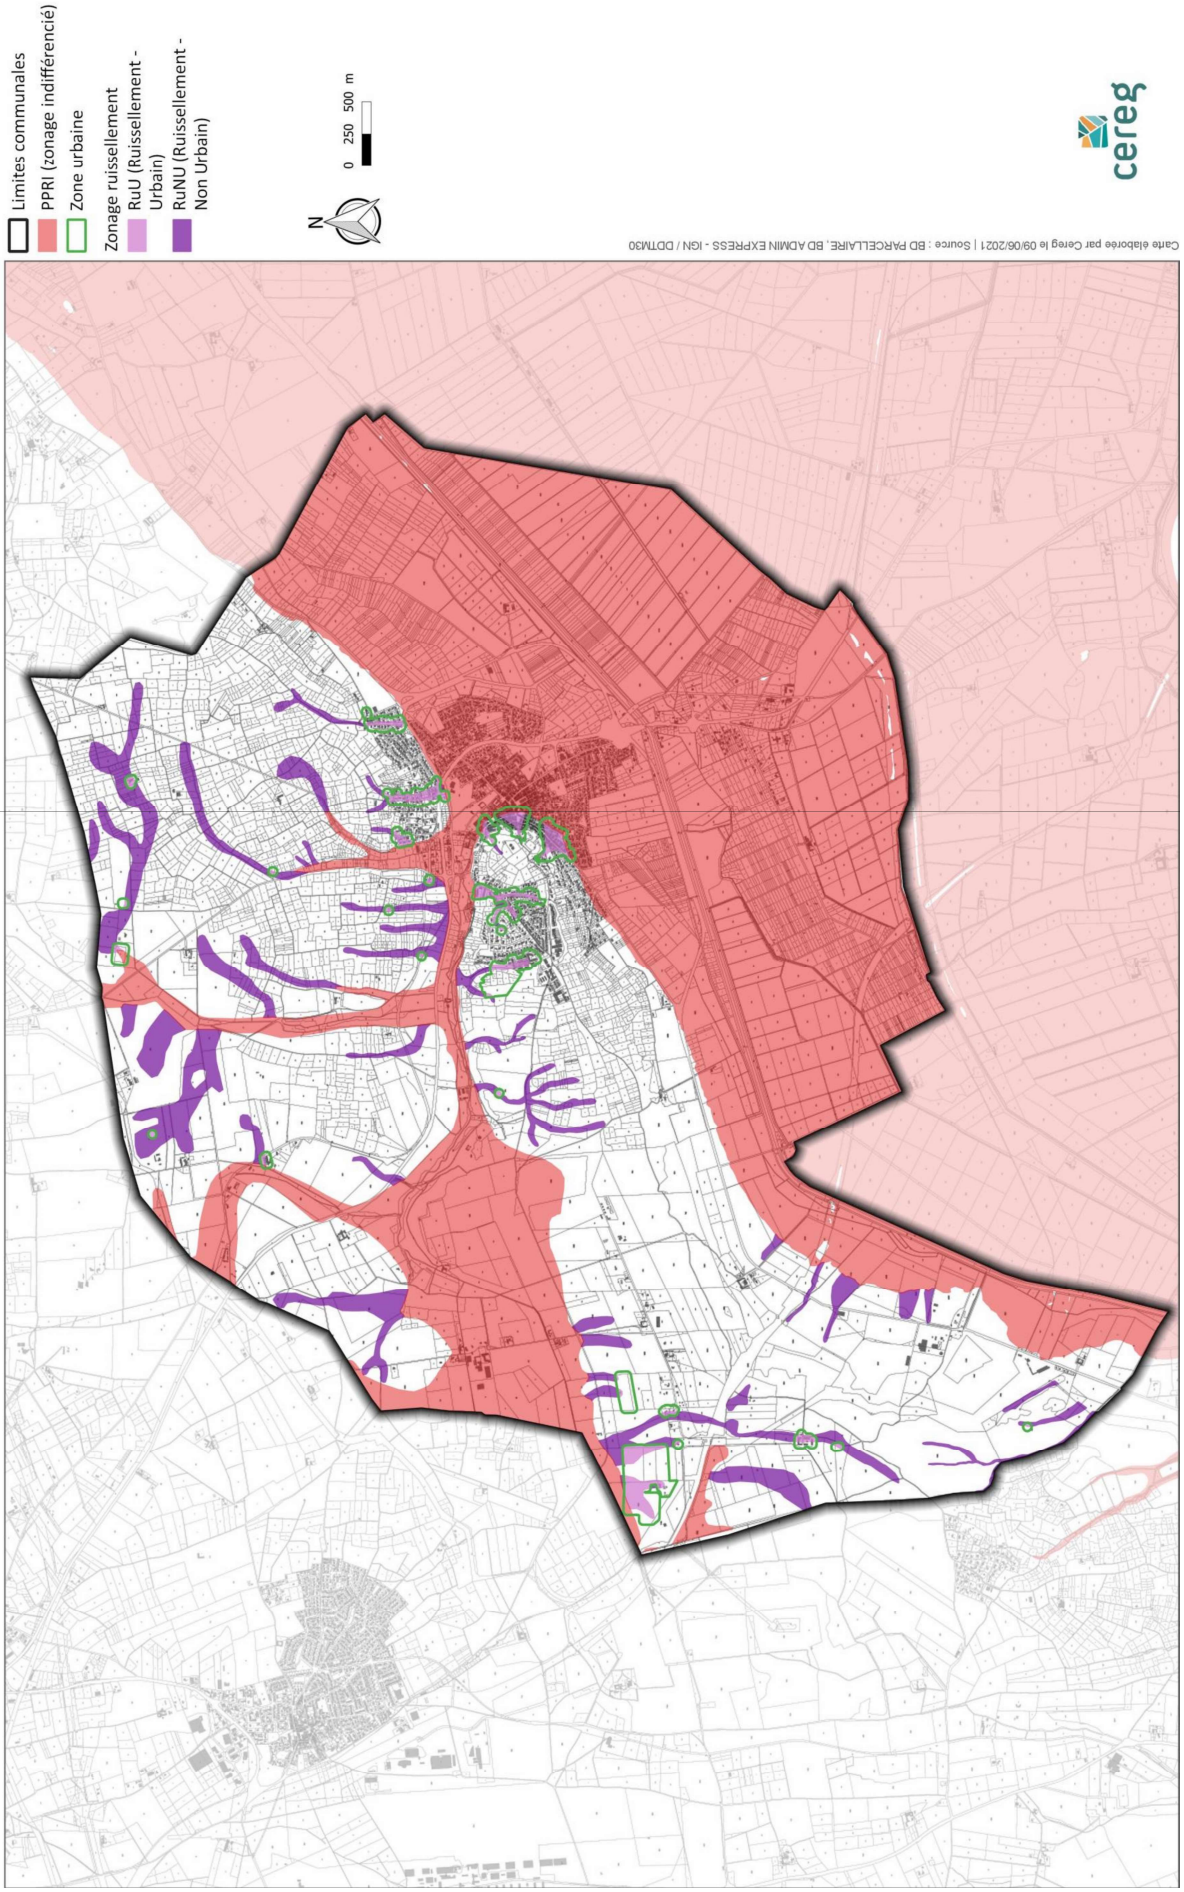 Limites communales
PPRI (zonage indifférencié)
Zone urbaine
Zonage ruissellement
RuU (Ruissellement -
Urbain)
RuNU (Ruissellement -
Non Urbain)
N
0 250 500 m
cereg
Carte élaborée par Cereg le 09/06/2021 | Source : BD PARCELLAIRE, BD ADMIN EXPRESS - IGN / DDTM30